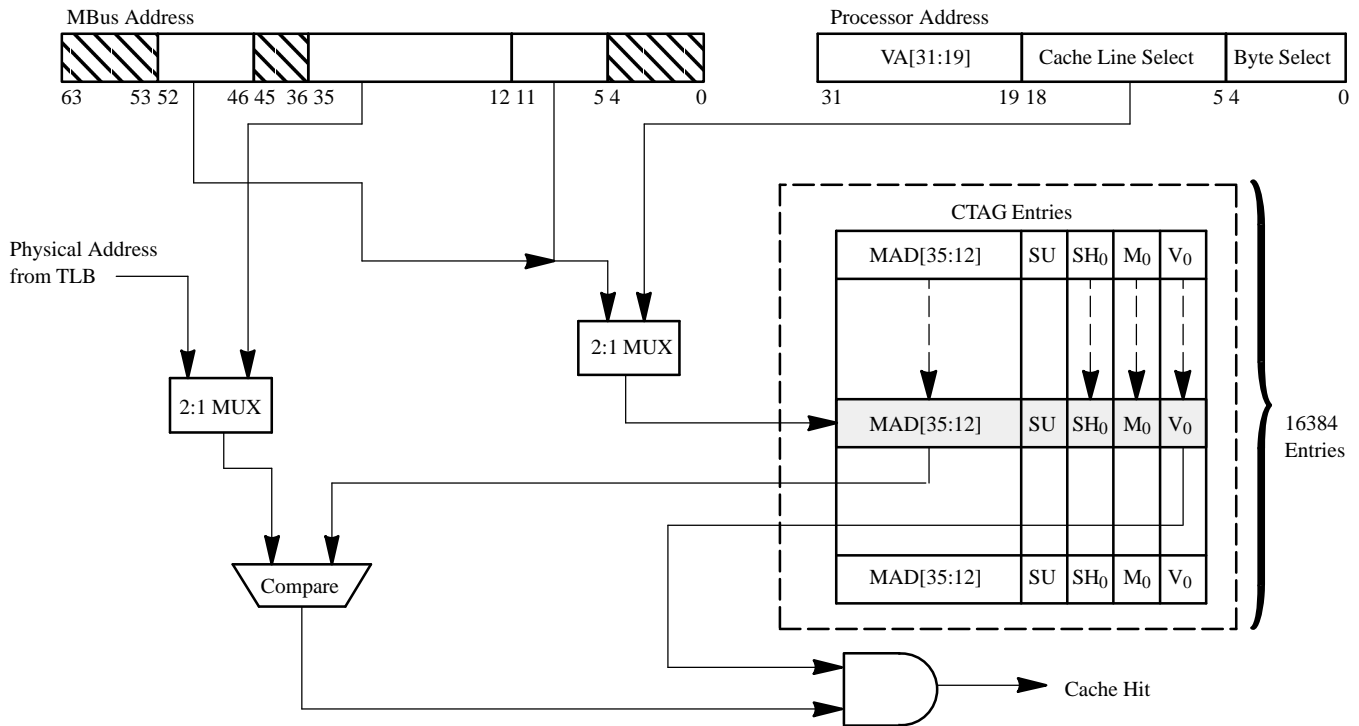 MBus Address
Processor Address
VA[31:19] Cache Line Select Byte Select
63 53 52 46 45 36 35 12 11 5 4 0
31 19 18 5 4 0
CTAG Entries
Physical Address
from TLB
MAD[35:12] SU SH0 M0 V0
2:1 MUX
2:1 MUX
MAD[35:12] SU SH0 M0 V0
16384
Entries
Compare
MAD[35:12] SU SH0 M0 V0
Cache Hit